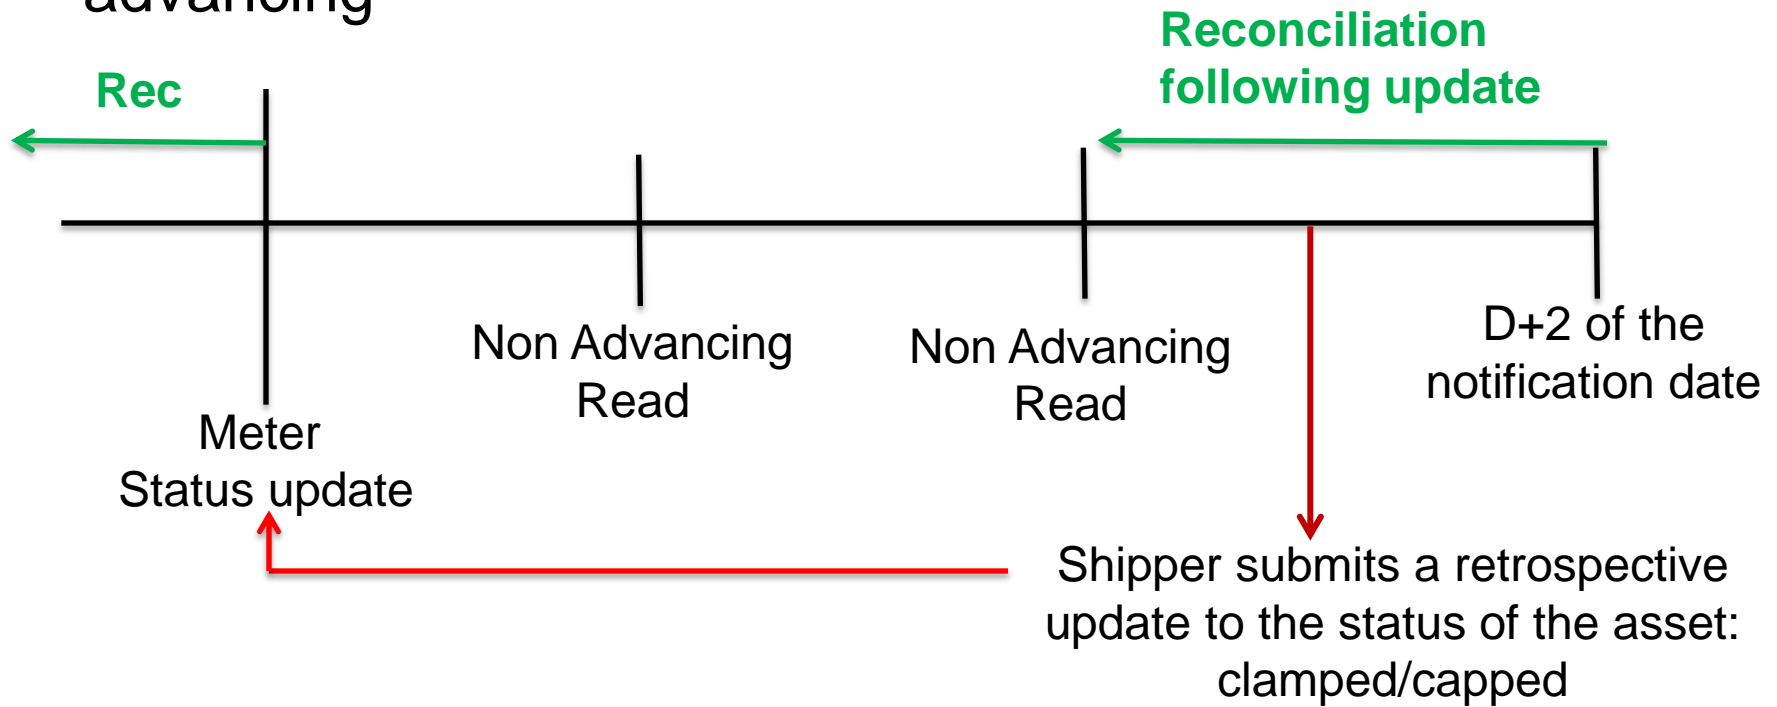 advancing
Reconciliation
following update
Rec
Non Advancing
Read
Non Advancing
Read
D+2 of the
notification date
Meter
Status update
Shipper submits a retrospective
update to the status of the asset:
clamped/capped